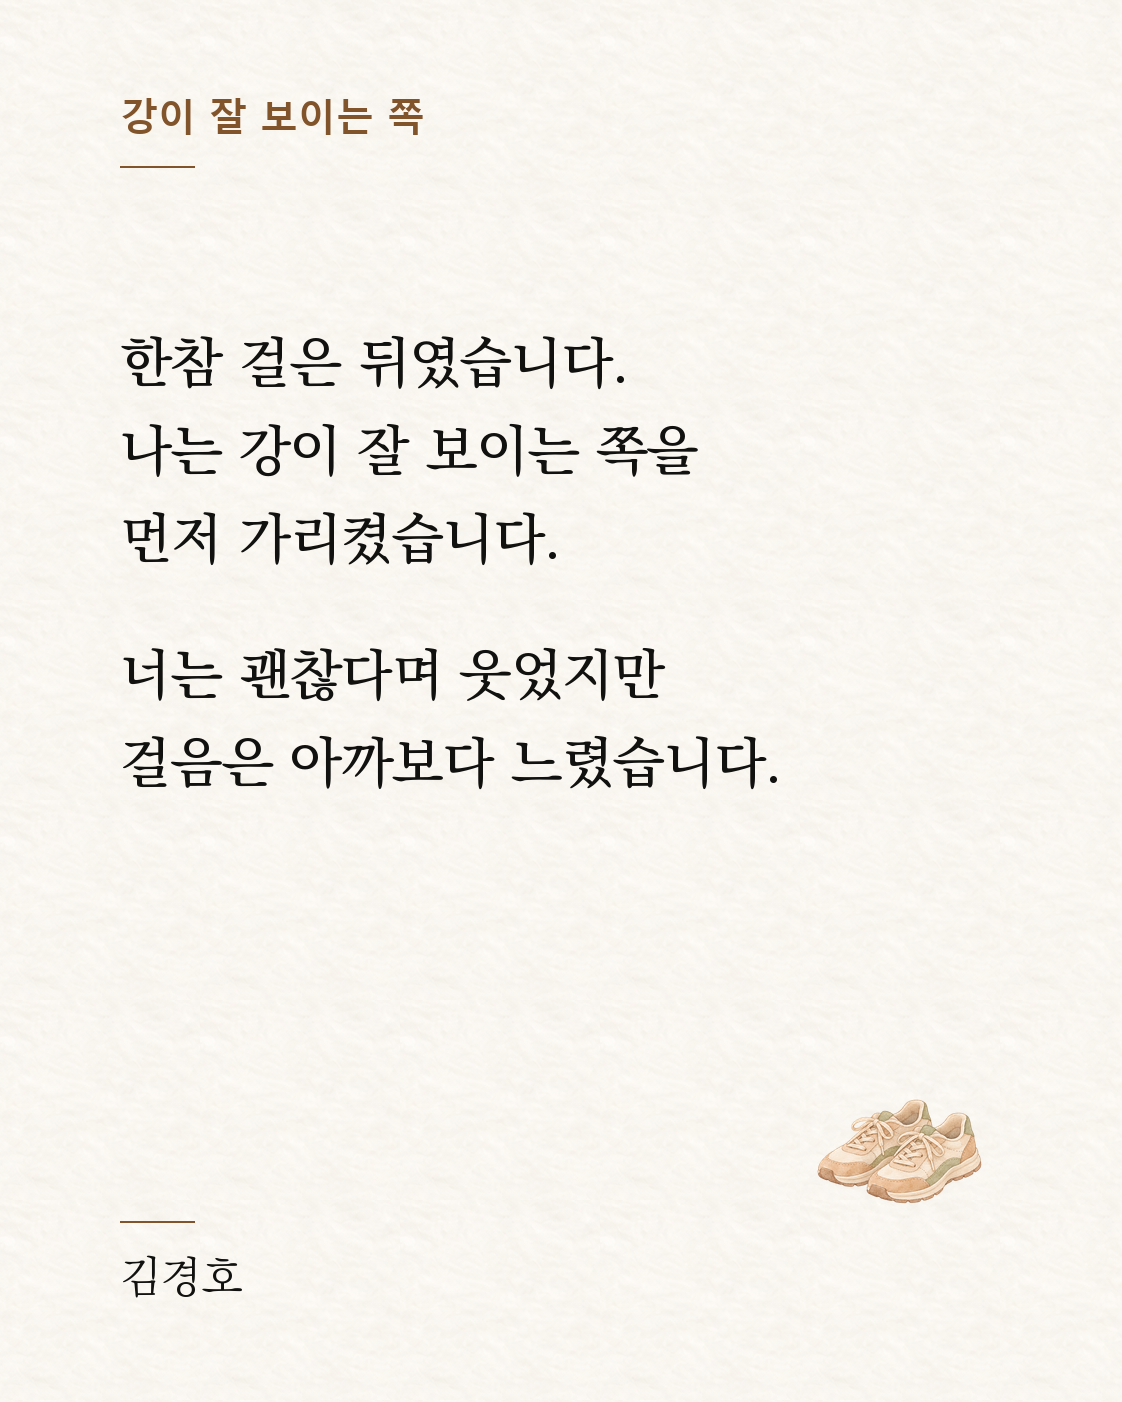 강이 잘 보이는 쪽
한참 걸은 뒤였습니다.
나는 강이 잘 보이는 쪽을
먼저 가리켰습니다.
너는 괜찮다며 웃었지만
걸음은 아까보다 느렸습니다.
김경호